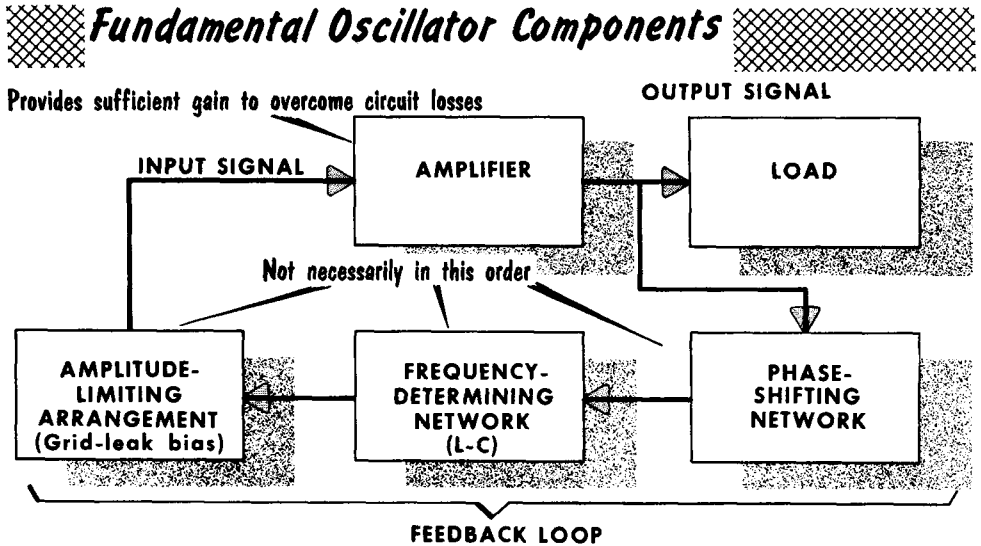 Fundamental Oscillator Components
Provides sufficient gain to overcome circuit losses
OUTPUT SIGNAL
INPUT SIGNAL
AMPLIFIER
LOAD
Not necessarily in this order
AMPLITUDE-
LIMITING
ARRANGEMENT
(Grid-leak bias)
FREQUENCY-
DETERMINING
NETWORK
(L-C)
PHASE-
SHIFTING
NETWORK
FEEDBACK LOOP